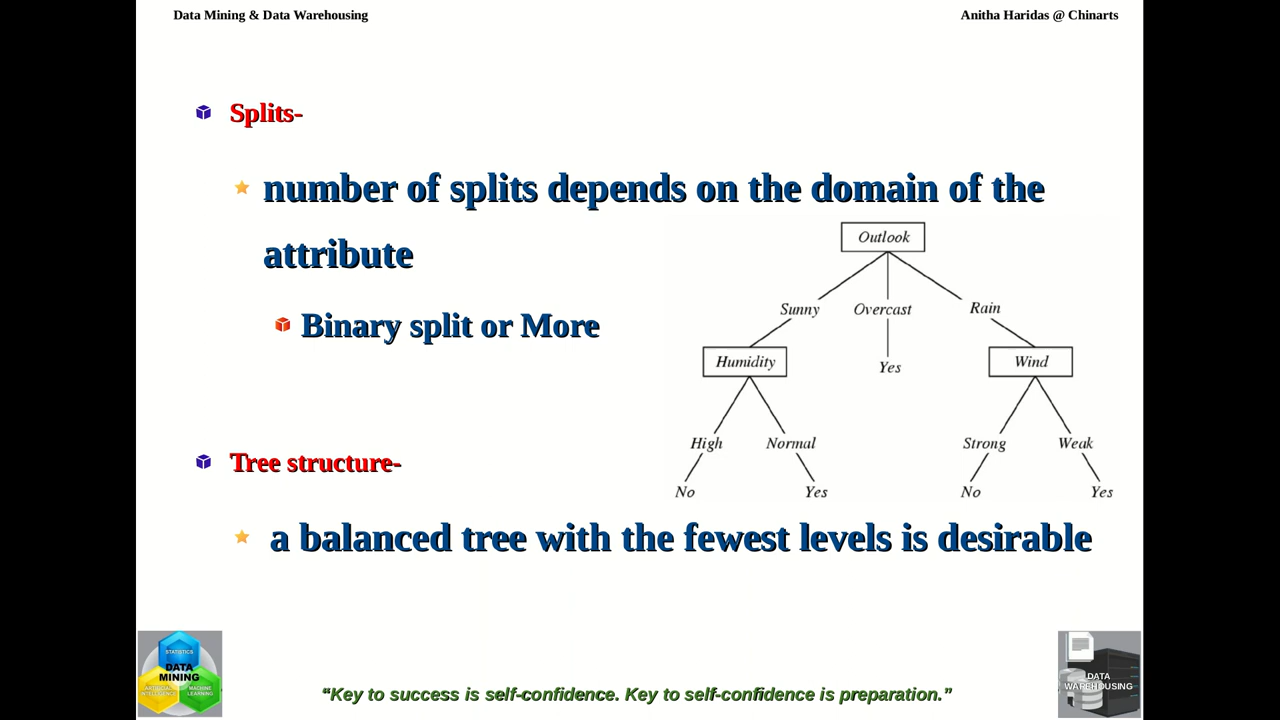 Data Mining & Data Warehousing
Anitha Haridas @ Chinarts
Splits-
number of splits depends on the domain of the
attribute
Binary split or More
Outlook
Sunny Overcast Rain
Humidity Yes Wind
High Normal Strong Weak
No Yes No Yes
Tree structure-
a balanced tree with the fewest levels is desirable
STATISTICS
DATA
MINING
ARTIFICIAL
INTELLIGENCE
MACHINE
LEARNING
“Key to success is self-confidence. Key to self-confidence is preparation.”
DATA
WAREHOUSING